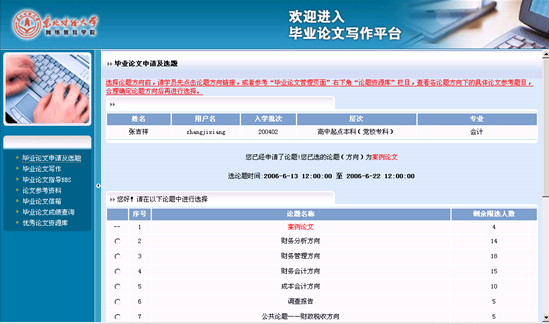 东北财经大学
网络教育学院
欢迎进入
毕业论文写作平台
毕业论文申请及选题
选择论题方向前，请学员先点击论题方向链接，或者参考“毕业论文管理页面”右下角“论题资源库”栏目，查看各论题方向下的具体论文参考题目，
合理确定论题方向后再进行选择。
姓名 用户名 入学批次 层次 专业
张吉祥 zhangjixiang 200402 高中起点本科（党校专科） 会计
您已经申请了论题!您已选的论题（方向）为案例论文
选论题时间:2006-6-13 12:00:00 至 2006-6-22 12:00:00
您好! 请在以下论题中进行选择
序号 论题名称 剩余限选人数
-- 1 案例论文 4
2 财务分析方向 14
3 财务管理方向 18
4 财务会计方向 15
5 成本会计方向 10
6 调查报告 5
7 公共论题——财政税收方向 5
毕业论文申请及选题
毕业论文写作
毕业论文指导BBS
论文参考资料
毕业论文信箱
毕业论文成绩查询
优秀论文资源库